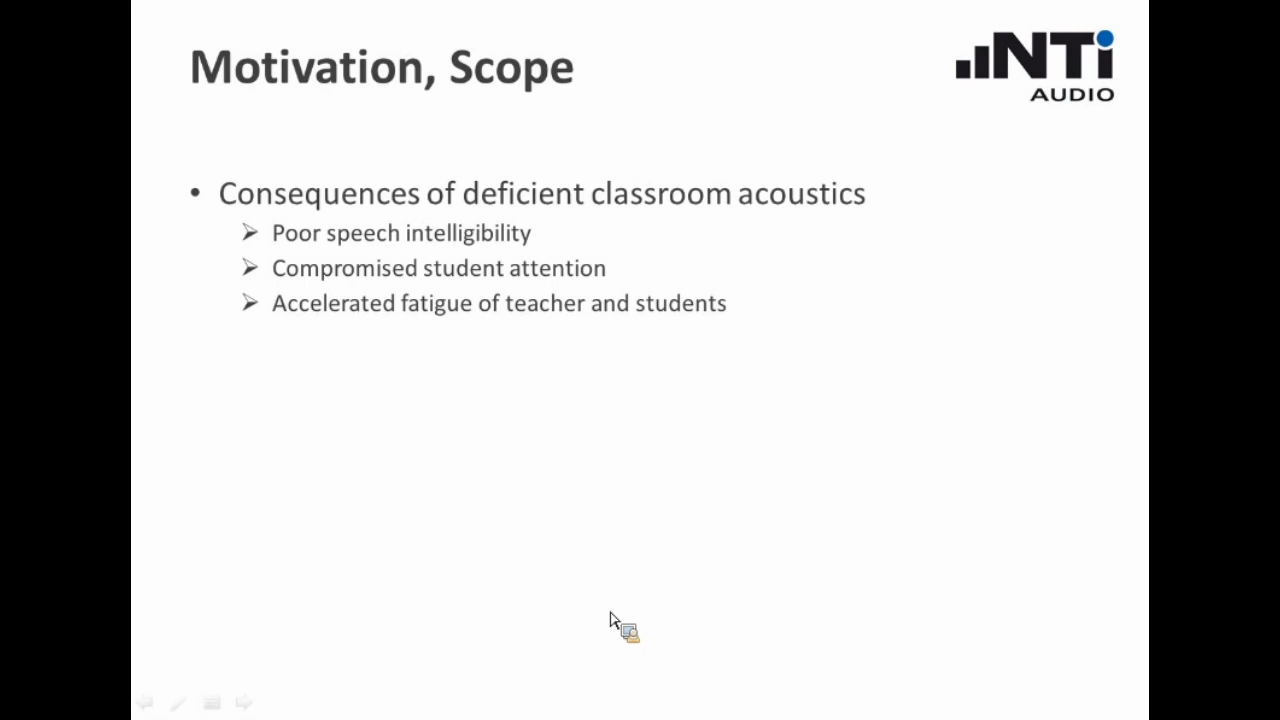 Motivation, Scope
NTi
AUDIO
• Consequences of deficient classroom acoustics
➢ Poor speech intelligibility
➢ Compromised student attention
➢ Accelerated fatigue of teacher and students